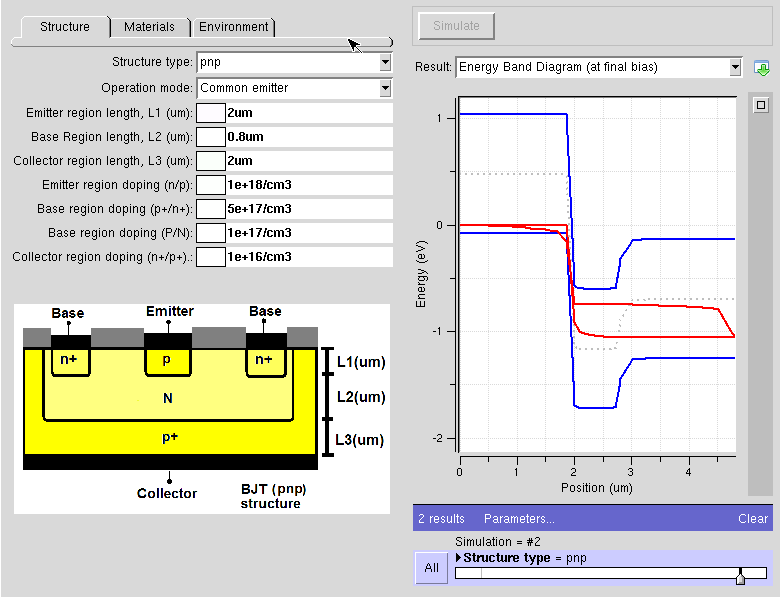 Structure Materials Environment
Structure type: pnp
Operation mode: Common emitter
Emitter region length, L1 (um): 2um
Base Region length, L2 (um): 0.8um
Collector region length, L3 (um): 2um
Emitter region doping (n/p): 1e+18/cm3
Base region doping (p+/n+): 5e+17/cm3
Base region doping (P/N): 1e+17/cm3
Collector region doping (n+/p+).: 1e+16/cm3
Base Emitter Base
n+ p n+
L1(um)
N
L2(um)
p+
L3(um)
Collector
BJT (pnp)
structure
Simulate
Result: Energy Band Diagram (at final bias)
Energy (eV)
1
0
-1
-2
0 1 2 3 4
Position (um)
2 results Parameters... Clear
Simulation = #2
All
Structure type = pnp